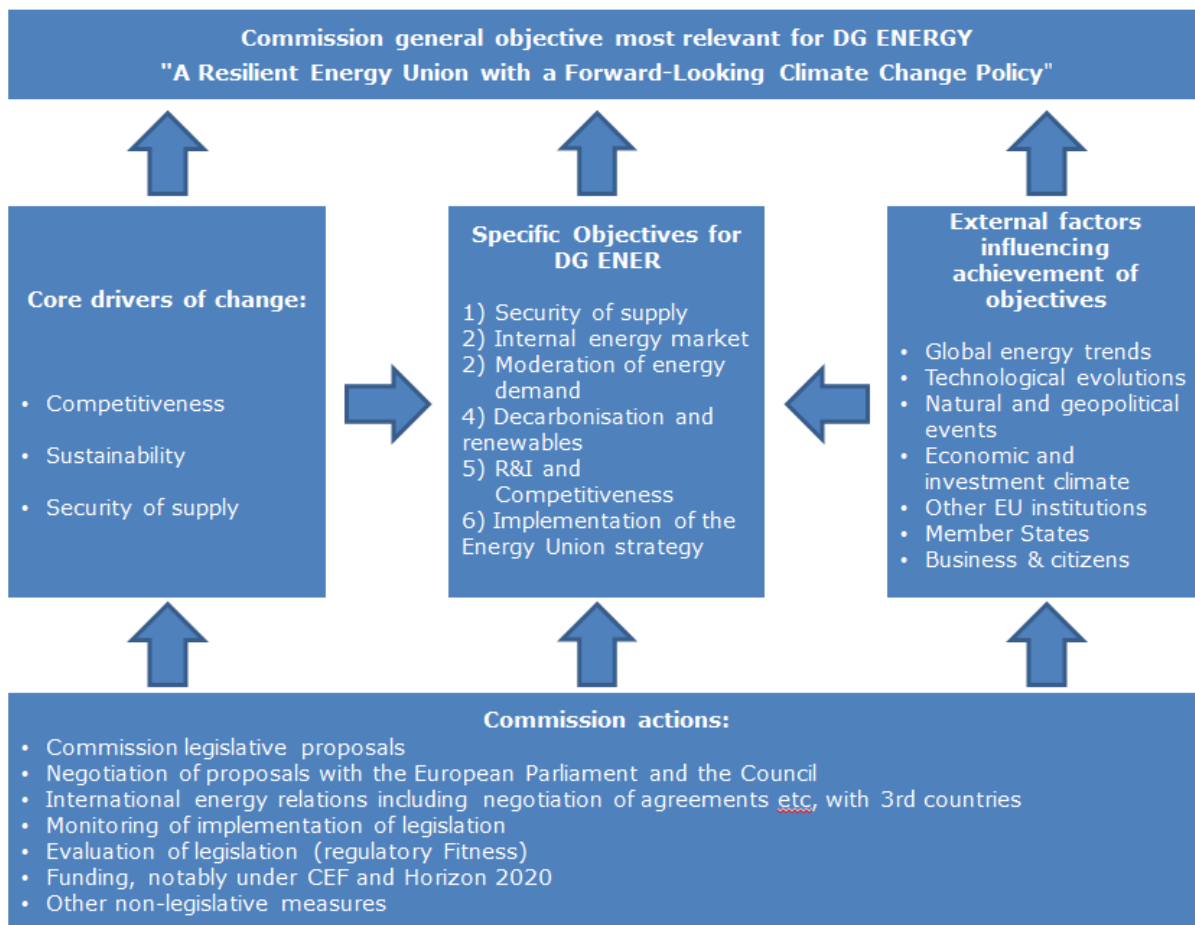 Commission general objective most relevant for DG ENERGY
"A Resilient Energy Union with a Forward-Looking Climate Change Policy"
Core drivers of change:
• Competitiveness
• Sustainability
• Security of supply
Specific Objectives for
DG ENER
1) Security of supply
2) Internal energy market
2) Moderation of energy
demand
4) Decarbonisation and
renewables
5) R&I and
Competitiveness
6) Implementation of the
Energy Union strategy
External factors
influencing
achievement of
objectives
• Global energy trends
• Technological evolutions
• Natural and geopolitical
events
• Economic and
investment climate
• Other EU institutions
• Member States
• Business & citizens
Commission actions:
• Commission legislative proposals
• Negotiation of proposals with the European Parliament and the Council
• International energy relations including negotiation of agreements etc, with 3rd countries
• Monitoring of implementation of legislation
• Evaluation of legislation (regulatory Fitness)
• Funding, notably under CEF and Horizon 2020
• Other non-legislative measures